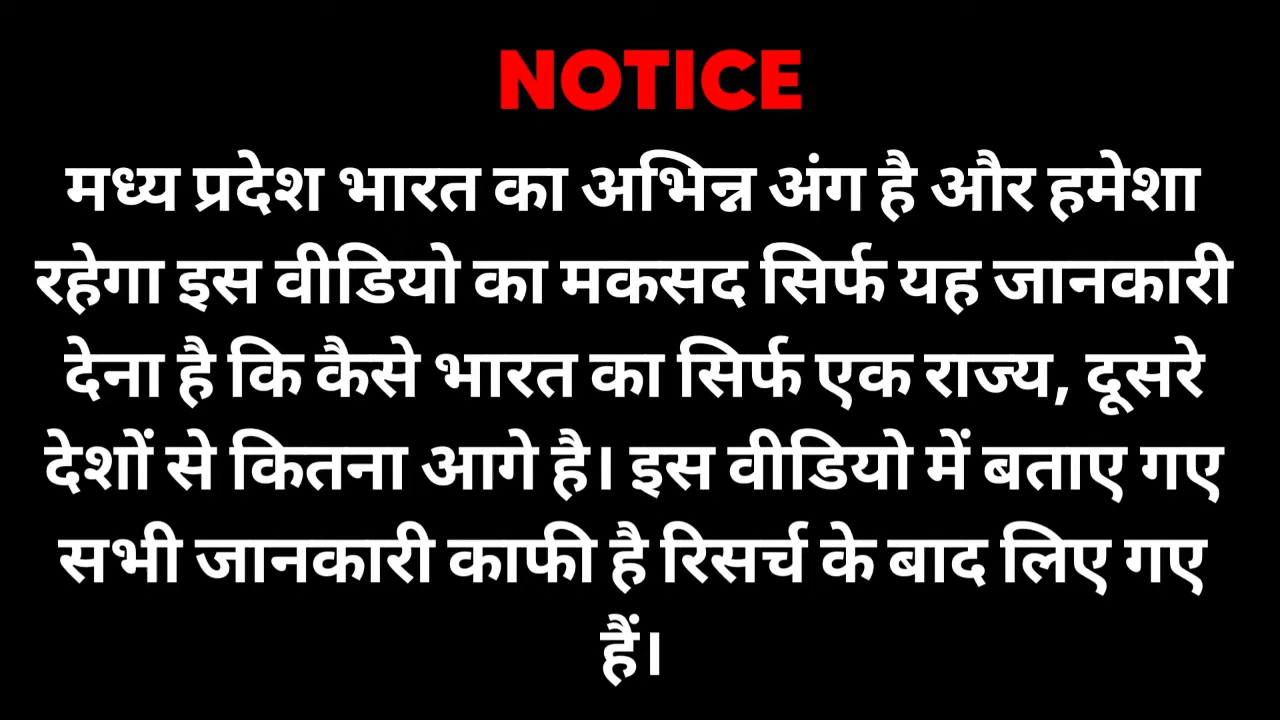 NOTICE
मध्य प्रदेश भारत का अभिन्न अंग है और हमेशा
रहेगा इस वीडियो का मकसद सिर्फ यह जानकारी
देना है कि कैसे भारत का सिर्फ एक राज्य, दूसरे
देशों से कितना आगे है। इस वीडियो में बताए गए
सभी जानकारी काफी है रिसर्च के बाद लिए गए
हैं।